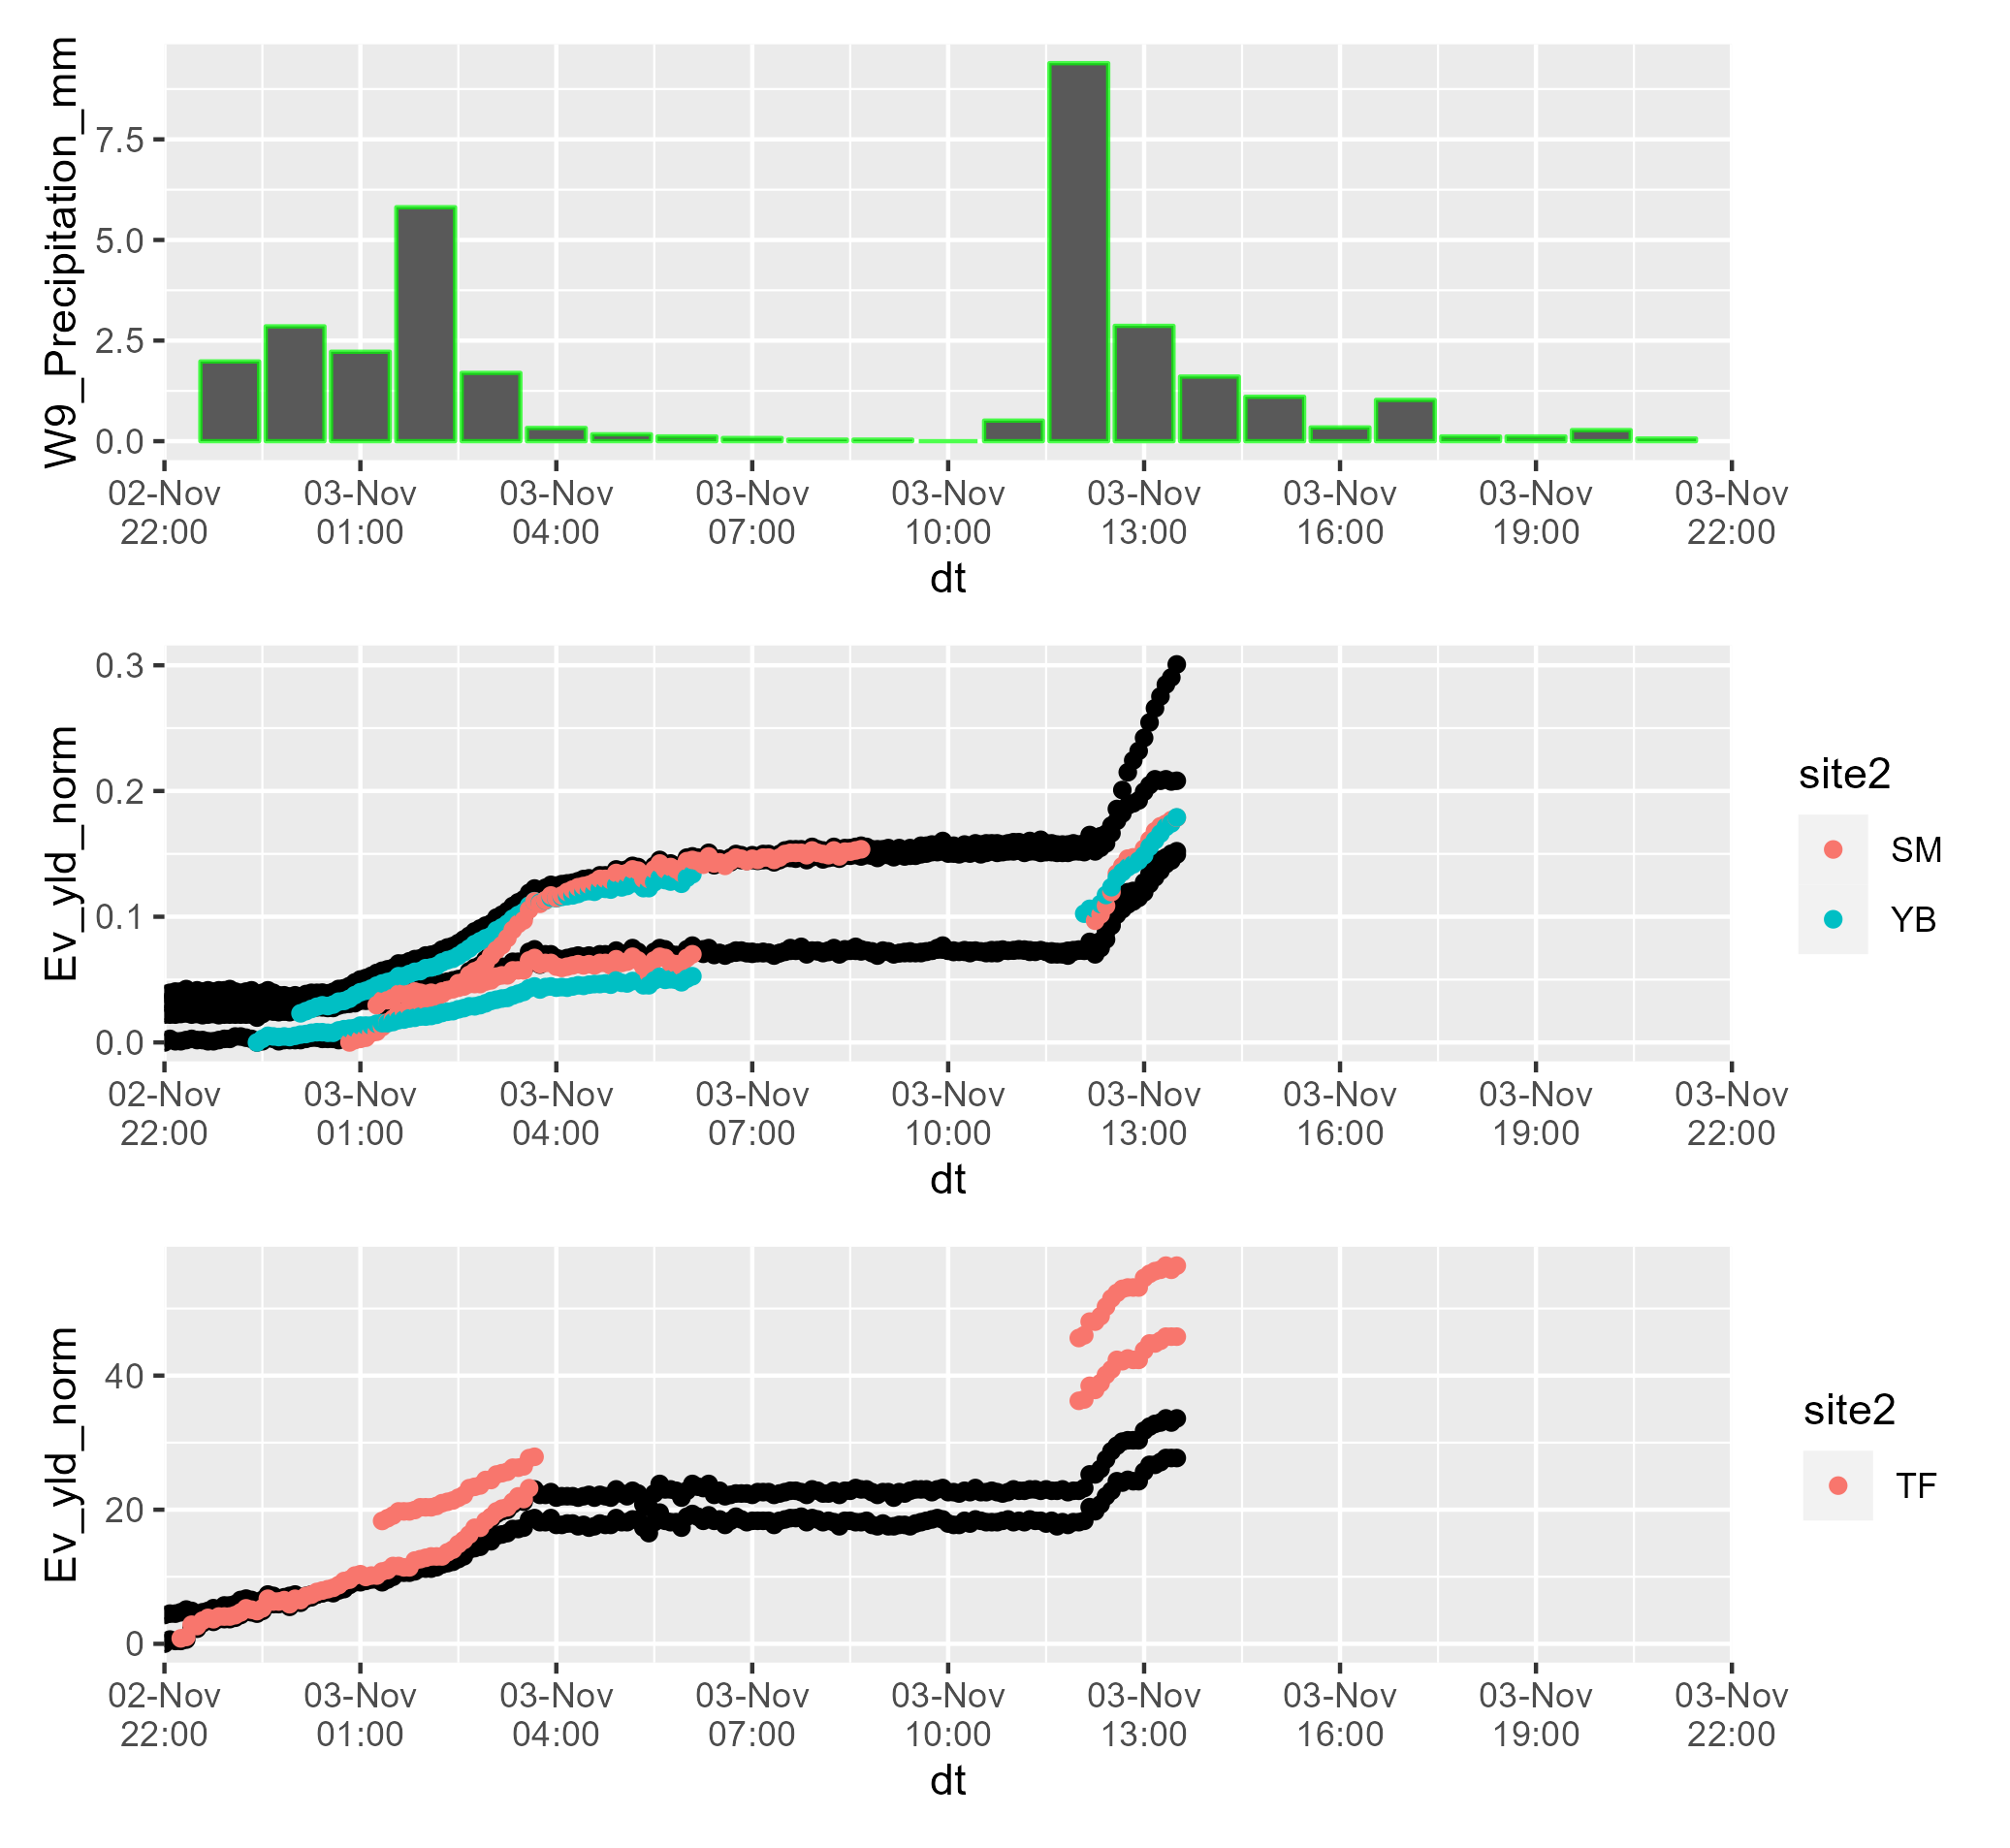 W9_Precipitation_mm
7.5
5.0
2.5
0.0
02-Nov 03-Nov 03-Nov 03-Nov 03-Nov 03-Nov 03-Nov 03-Nov 03-Nov
22:00 01:00 04:00 07:00 10:00 13:00 16:00 19:00 22:00
dt
Ev_yld_norm
0.3
0.2
0.1
0.0
02-Nov 03-Nov 03-Nov 03-Nov 03-Nov 03-Nov 03-Nov 03-Nov 03-Nov
22:00 01:00 04:00 07:00 10:00 13:00 16:00 19:00 22:00
dt
site2
SM
YB
Ev_yld_norm
40
20
0
02-Nov 03-Nov 03-Nov 03-Nov 03-Nov 03-Nov 03-Nov 03-Nov 03-Nov
22:00 01:00 04:00 07:00 10:00 13:00 16:00 19:00 22:00
dt
site2
TF